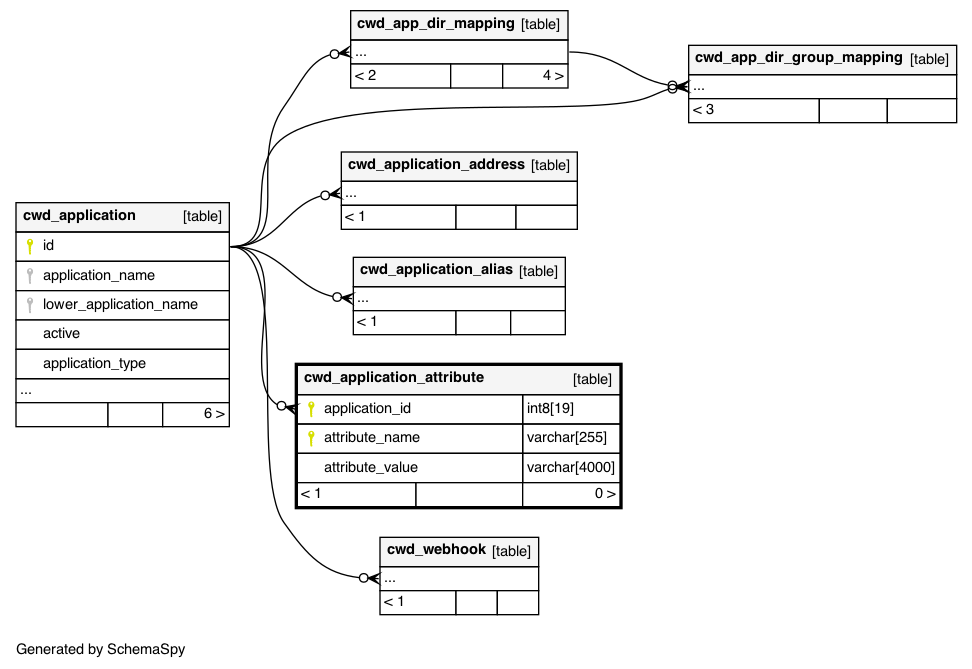 cwd_app_dir_mapping [table]
...
< 2 4 >
cwd_app_dir_group_mapping [table]
...
< 3
cwd_application_address [table]
...
< 1
cwd_application [table]
id
application_name
lower_application_name
active
application_type
...
6 >
cwd_application_alias [table]
...
< 1
cwd_application_attribute [table]
application_id int8[19]
attribute_name varchar[255]
attribute_value varchar[4000]
< 1 0 >
cwd_webhook [table]
...
< 1
Generated by SchemaSpy